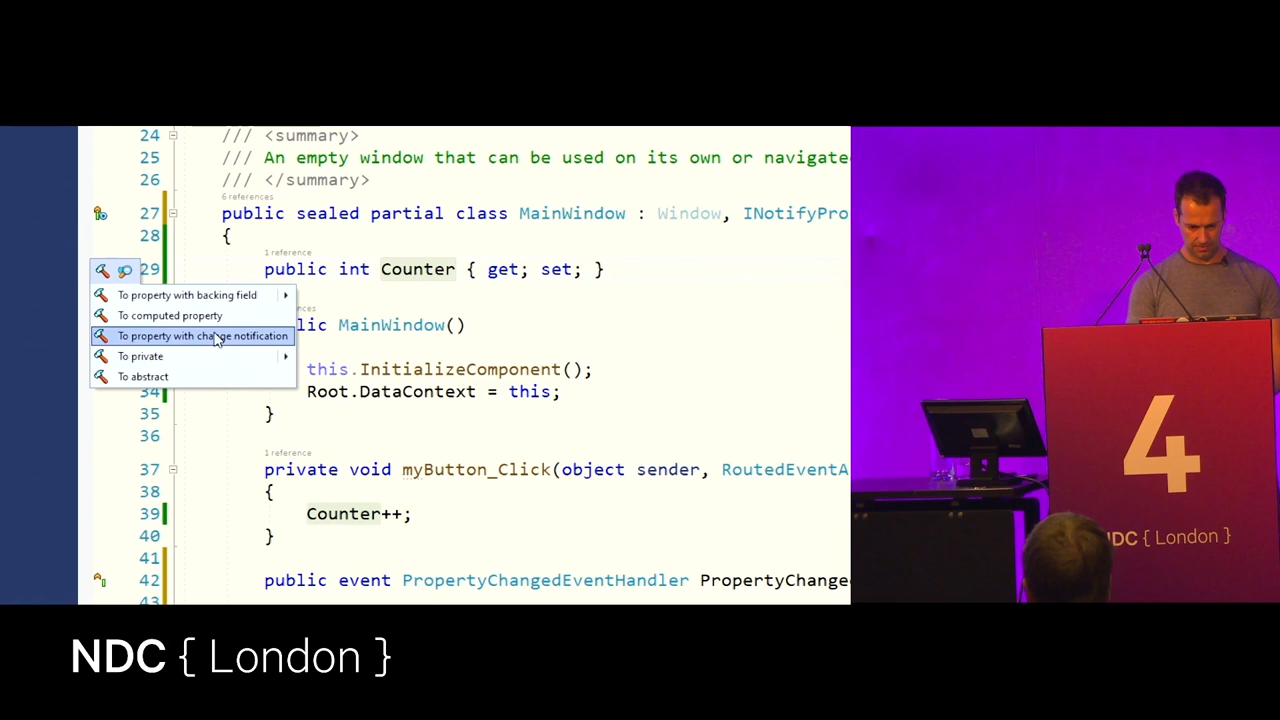 24 /// <summary>
25 /// An empty window that can be used on its own or navigate
26 /// </summary>
6 references
27 public sealed partial class MainWindow : Window, INotifyPro
28 {
1 reference
29 public int Counter { get; set; }
To property with backing field
To computed property
lic MainWindow()
To property with change notification
To private
this.InitializeComponent();
To abstract
34 Root.DataContext = this;
35 }
36
1 reference
37 private void myButton_Click(object sender, RoutedEventA
38 {
39 Counter++;
40 }
41
42 public event PropertyChangedEventHandler PropertyChange
43
4
NDC { London }
NDC { London }